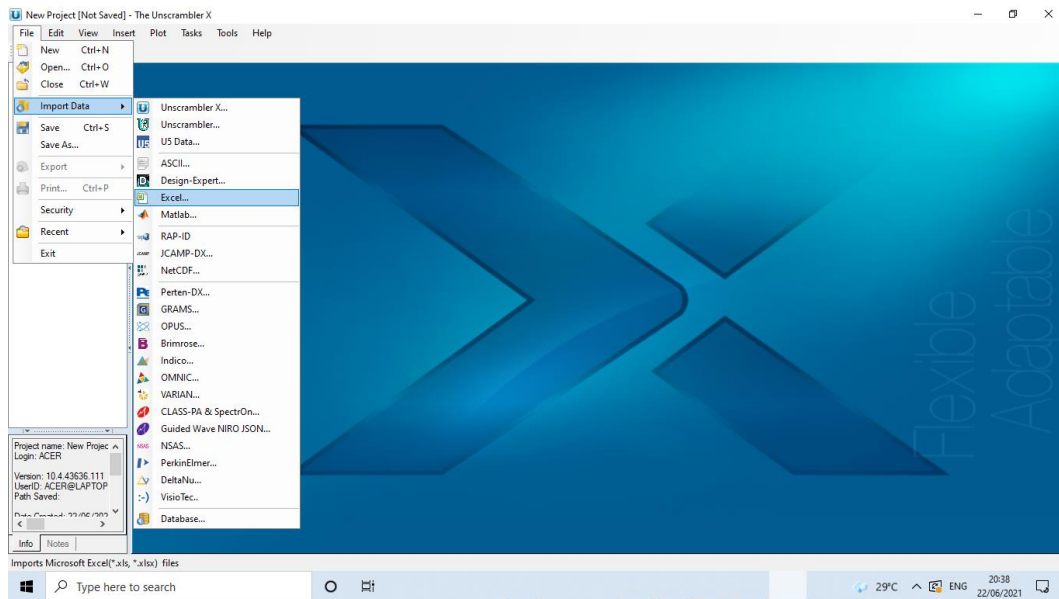 New Project [Not Saved] - The Unscrambler X
File Edit View Insert Plot Tasks Tools Help
New Ctrl+N
Open... Ctrl+O
Close Ctrl+W
Import Data
Save Ctrl+S
Save As...
Export
Print... Ctrl+P
Security
Recent
Exit
Unscrambler X...
Unscrambler...
U5 Data...
ASCII...
Design-Expert...
Excel...
Matlab...
RAP-ID
JCAMP-DX...
NetCDF...
Perten-DX...
GRAMS...
OPUS...
Brimrose...
Indico...
OMNIC...
VARIAN...
CLASS-PA & SpectrOn...
Guided Wave NIRO JSON...
NSAS...
PerkinElmer...
DeltaNu...
VisioTec..
Database...
Flexible
Adaptable
Project name: New Projec
Login: ACER
Version: 10.4.43636.111
UserID: ACER@LAPTOP
Path Saved:
Date Created: 22/06/202
Info Notes
Imports Microsoft Excel(*.xls, *.xlsx) files
Type here to search
29°C ENG
20:38
22/06/2021